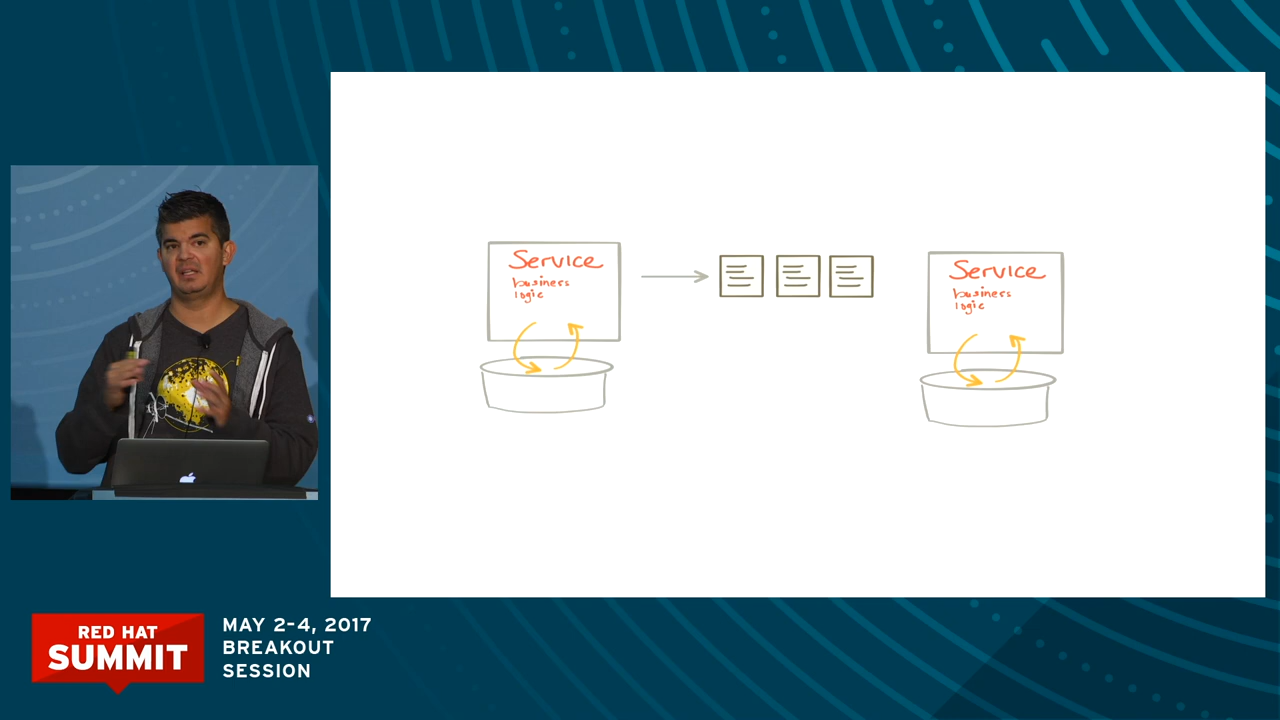 Service
business
logic
Service
business
logic
RED HAT
SUMMIT
MAY 2-4, 2017
BREAKOUT
SESSION